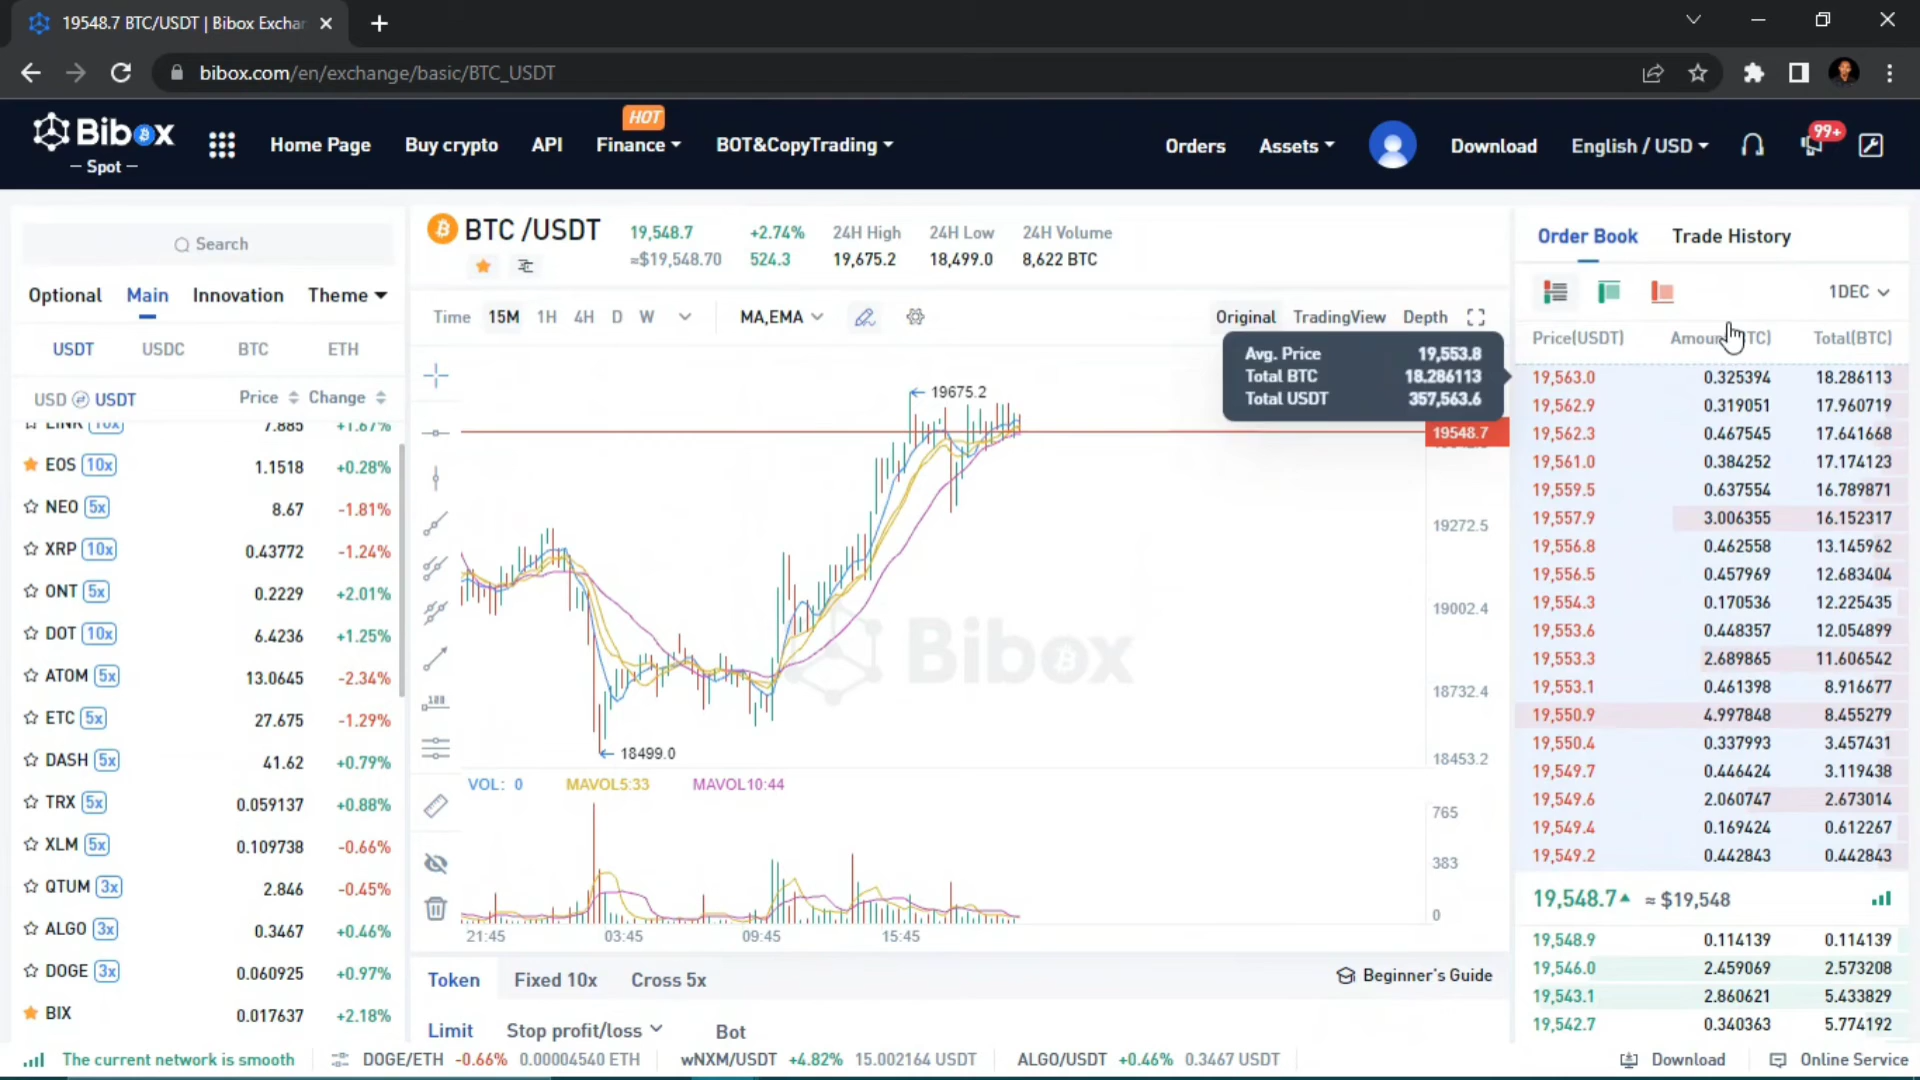 19548.7 BTC/USDT | Bibox Exchan
bibox.com/en/exchange/basic/BTC_USDT
Bibox
— Spot —
Home Page
Buy crypto
API
HOT
Finance
BOT&CopyTrading
Orders
Assets
Download
English / USD
99+
Search
Optional Main Innovation Theme
USDT USDC BTC ETH
USD USDT Price Change
LINK 10x 7.885 +1.67%
EOS 10x 1.1518 +0.28%
NEO 5x 8.67 -1.81%
XRP 10x 0.43772 -1.24%
ONT 5x 0.2229 +2.01%
DOT 10x 6.4236 +1.25%
ATOM 5x 13.0645 -2.34%
ETC 5x 27.675 -1.29%
DASH 5x 41.62 +0.79%
TRX 5x 0.059137 +0.88%
XLM 5x 0.109738 -0.66%
QTUM 3x 2.846 -0.45%
ALGO 3x 0.3467 +0.46%
DOGE 3x 0.060925 +0.97%
BIX 0.017637 +2.18%
BTC /USDT
19,548.7 +2.74% 24H High 24H Low 24H Volume
≈$19,548.70 524.3 19,675.2 18,499.0 8,622 BTC
Time 15M 1H 4H D W MA,EMA Original TradingView Depth
Avg. Price 19,553.8
Total BTC 18.286113
Total USDT 357,563.6
19675.2
19548.7
19272.5
19002.4
18732.4
18499.0
18453.2
Bibox
VOL: 0 MAVOL5:33 MAVOL10:44
765
383
0
21:45 03:45 09:45 15:45
Token Fixed 10x Cross 5x Beginner's Guide
Limit Stop profit/loss Bot
Order Book Trade History
1DEC
Price(USDT) Total(BTC)
19,563.0 0.325394 18.286113
19,562.9 0.319051 17.960719
19,562.3 0.467545 17.641668
19,561.0 0.384252 17.174123
19,559.5 0.637554 16.789871
19,557.9 3.006355 16.152317
19,556.8 0.462558 13.145962
19,556.5 0.457969 12.683404
19,554.3 0.170536 12.225435
19,553.6 0.448357 12.054899
19,553.3 2.689865 11.606542
19,553.1 0.461398 8.916677
19,550.9 4.997848 8.455279
19,550.4 0.337993 3.457431
19,549.7 0.446424 3.119438
19,549.6 2.060747 2.673014
19,549.4 0.169424 0.612267
19,549.2 0.442843 0.442843
19,548.7 ≈ $19,548
19,548.9 0.114139 0.114139
19,546.0 2.459069 2.573208
19,543.1 2.860621 5.433829
19,542.7 0.340363 5.774192
The current network is smooth DOGE/ETH -0.66% 0.00004540 ETH wNXM/USDT +4.82% 15.002164 USDT ALGO/USDT +0.46% 0.3467 USDT Download Online Service